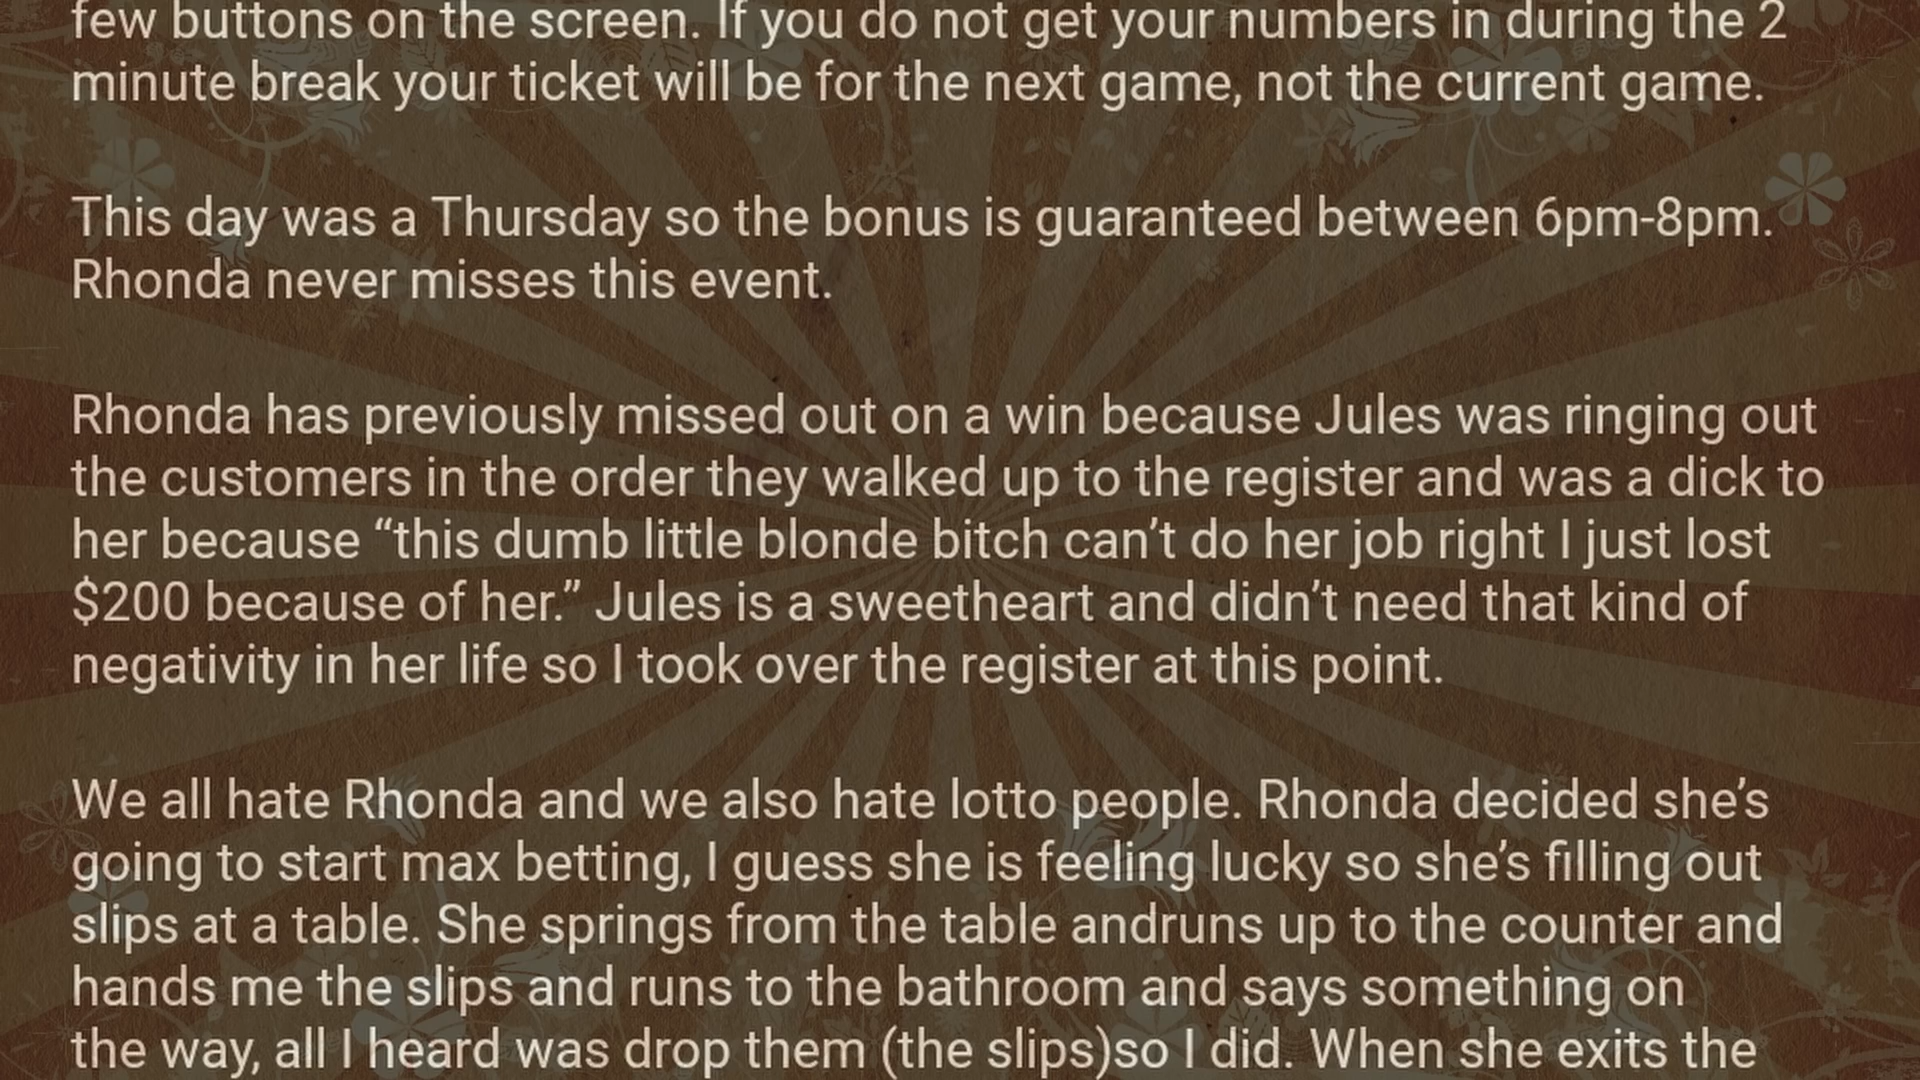 few buttons on the screen. If you do not get your numbers in during the 2
minute break your ticket will be for the next game, not the current game.
This day was a Thursday so the bonus is guaranteed between 6pm-8pm.
Rhonda never misses this event.
Rhonda has previously missed out on a win because Jules was ringing out
the customers in the order they walked up to the register and was a dick to
her because “this dumb little blonde bitch can’t do her job right I just lost
$200 because of her.” Jules is a sweetheart and didn’t need that kind of
negativity in her life so I took over the register at this point.
We all hate Rhonda and we also hate lotto people. Rhonda decided she’s
going to start max betting, I guess she is feeling lucky so she’s filling out
slips at a table. She springs from the table andruns up to the counter and
hands me the slips and runs to the bathroom and says something on
the way, all I heard was drop them (the slips)so I did. When she exits the